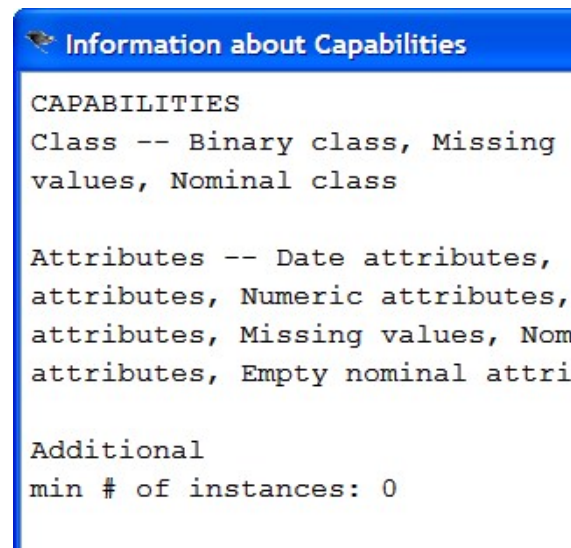 Information about Capabilities
CAPABILITIES
Class -- Binary class, Missing
values, Nominal class
Attributes -- Date attributes,
attributes, Numeric attributes,
attributes, Missing values, Nom
attributes, Empty nominal attri
Additional
min # of instances: 0